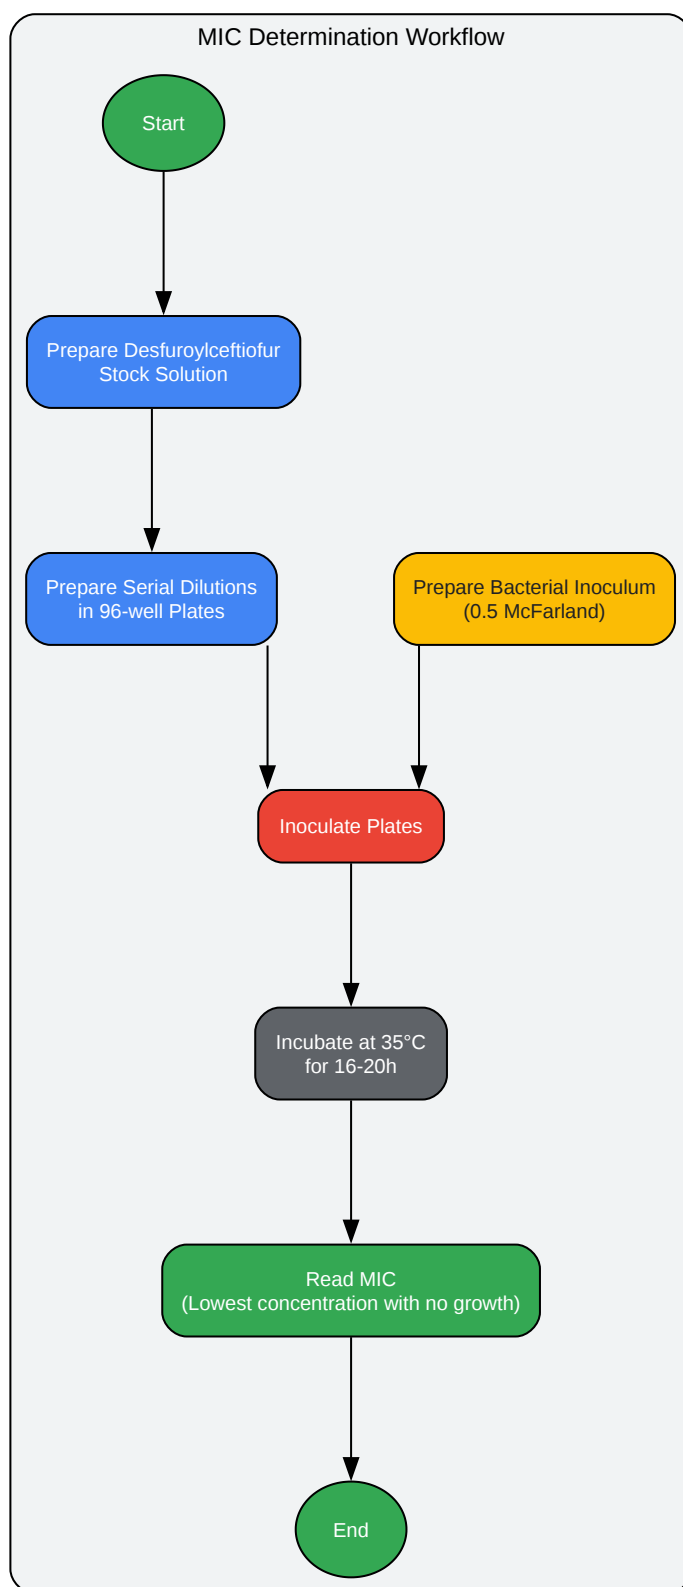 MIC Determination Workflow
Start
Prepare Desfuroylceftiofur
Stock Solution
Prepare Serial Dilutions
in 96-well Plates
Prepare Bacterial Inoculum
(0.5 McFarland)
Inoculate Plates
Incubate at 35°C
for 16-20h
Read MIC
(Lowest concentration with no growth)
End